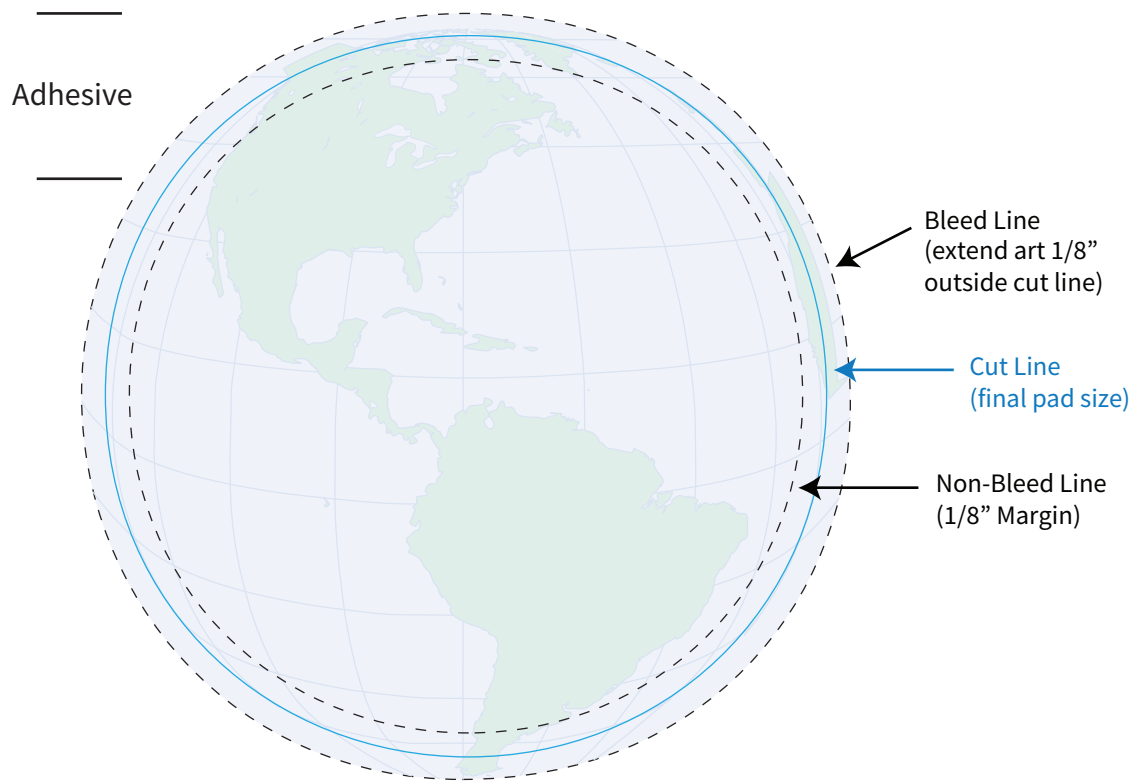 Adhesive
Bleed Line
(extend art 1/8”
outside cut line)
Cut Line
(final pad size)
Non-Bleed Line
(1/8” Margin)